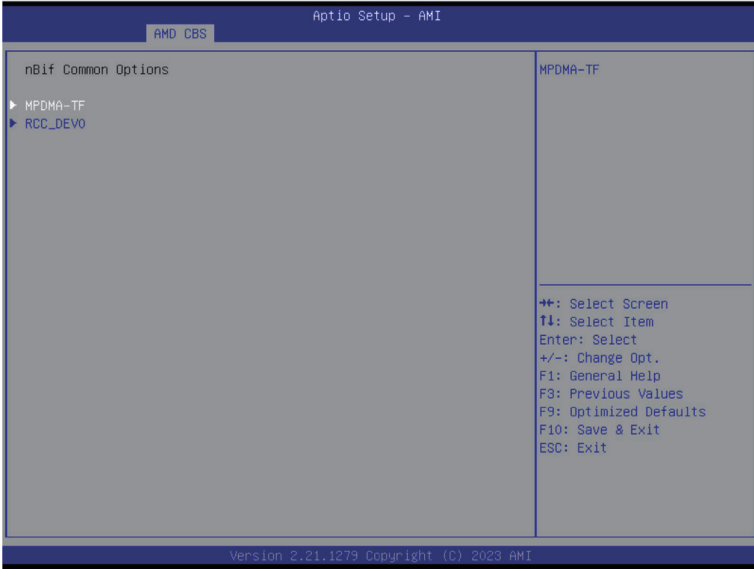 Aptio Setup - AMI
AMD CBS
nBif Common Options
MPDMA-TF
RCC_DEV0
MPDMA-TF
→←: Select Screen
↑↓: Select Item
Enter: Select
+/-: Change Opt.
F1: General Help
F3: Previous Values
F9: Optimized Defaults
F10: Save & Exit
ESC: Exit
Version 2.21.1279 Copyright (C) 2023 AMI